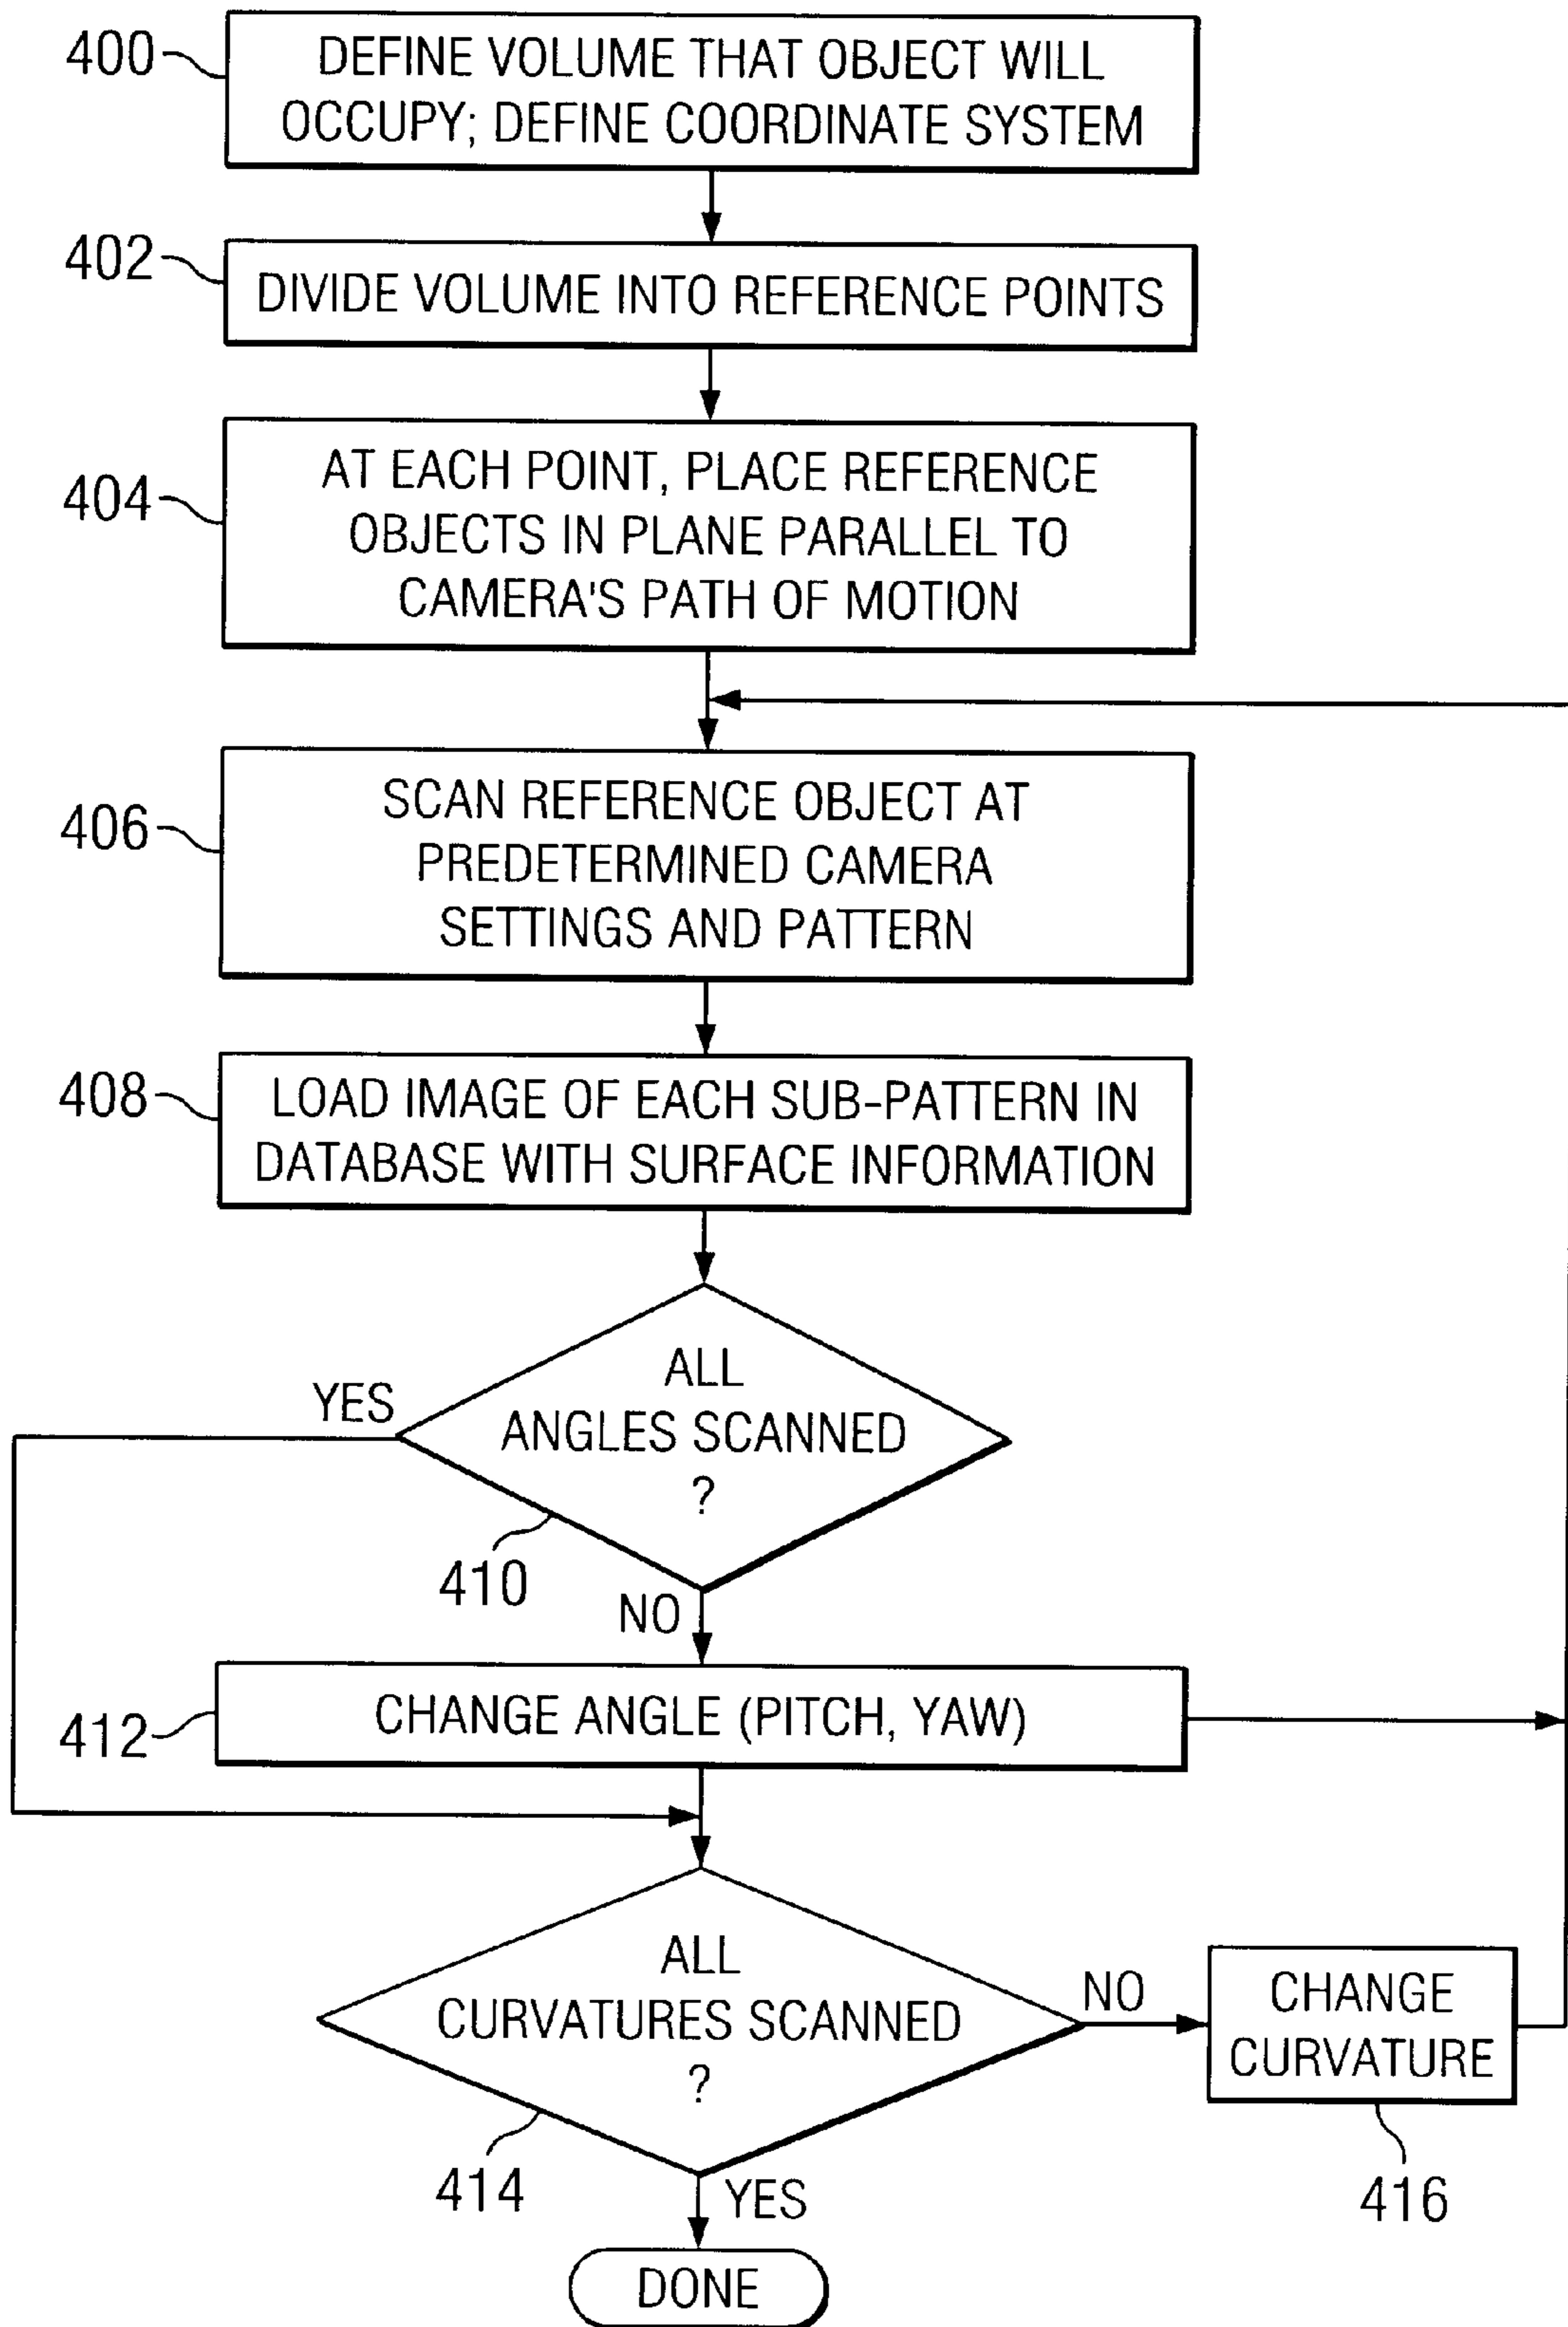 400
DEFINE VOLUME THAT OBJECT WILL
OCCUPY; DEFINE COORDINATE SYSTEM
402
DIVIDE VOLUME INTO REFERENCE POINTS
404
AT EACH POINT, PLACE REFERENCE
OBJECTS IN PLANE PARALLEL TO
CAMERA'S PATH OF MOTION
406
SCAN REFERENCE OBJECT AT
PREDETERMINED CAMERA
SETTINGS AND PATTERN
408
LOAD IMAGE OF EACH SUB-PATTERN IN
DATABASE WITH SURFACE INFORMATION
YES
ALL
ANGLES SCANNED
?
410
NO
412
CHANGE ANGLE (PITCH, YAW)
ALL
CURVATURES SCANNED
?
414
NO
CHANGE
CURVATURE
416
YES
DONE